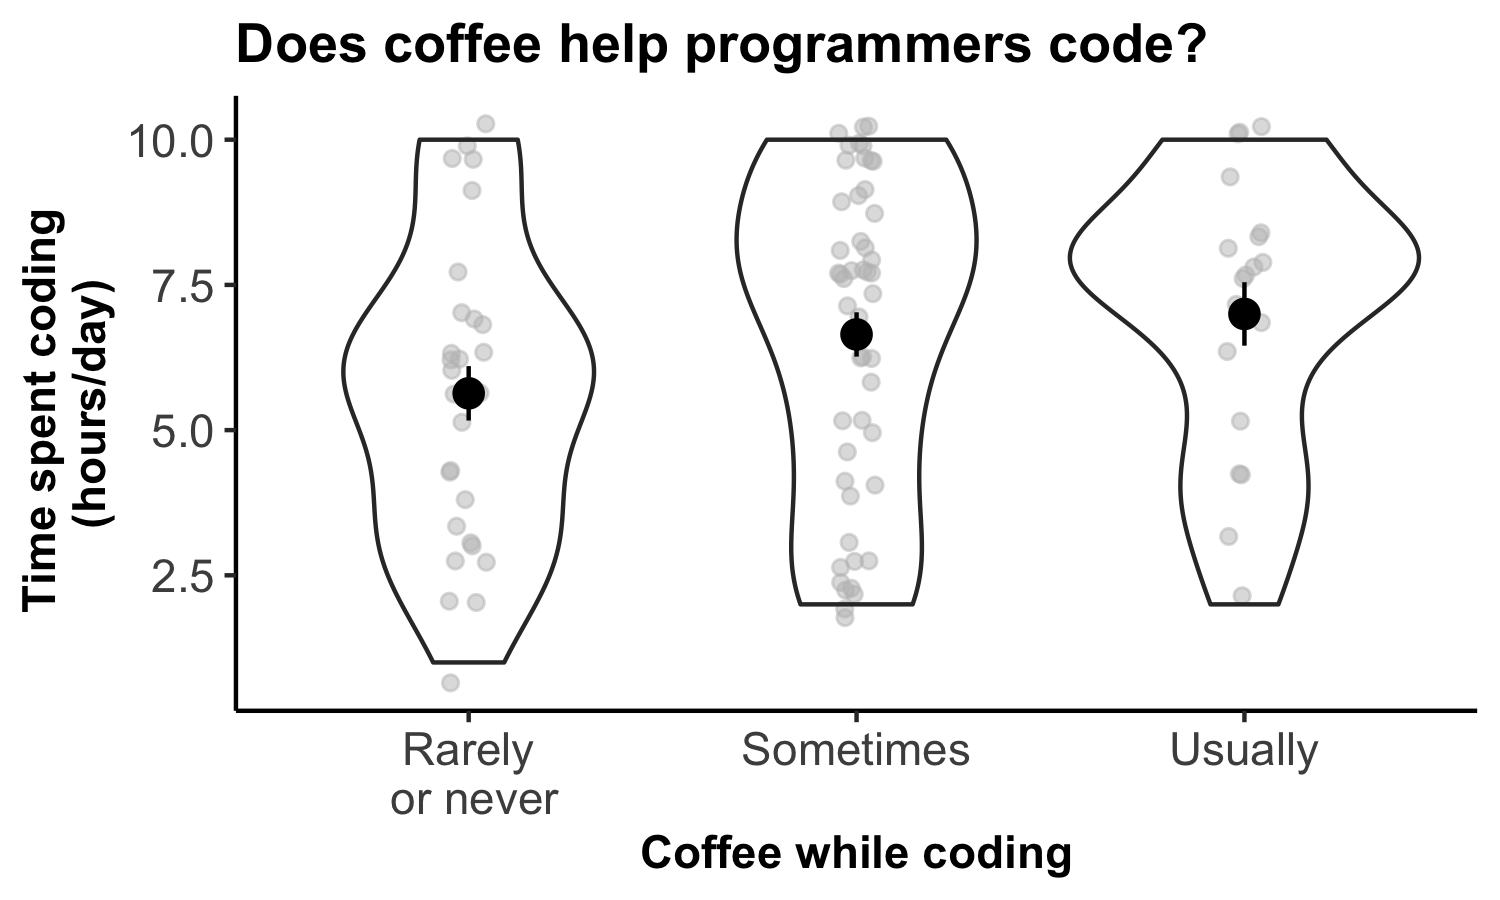 Does coffee help programmers code?
Time spent coding
(hours/day)
10.0
7.5
5.0
2.5
Rarely
or never
Sometimes
Usually
Coffee while coding